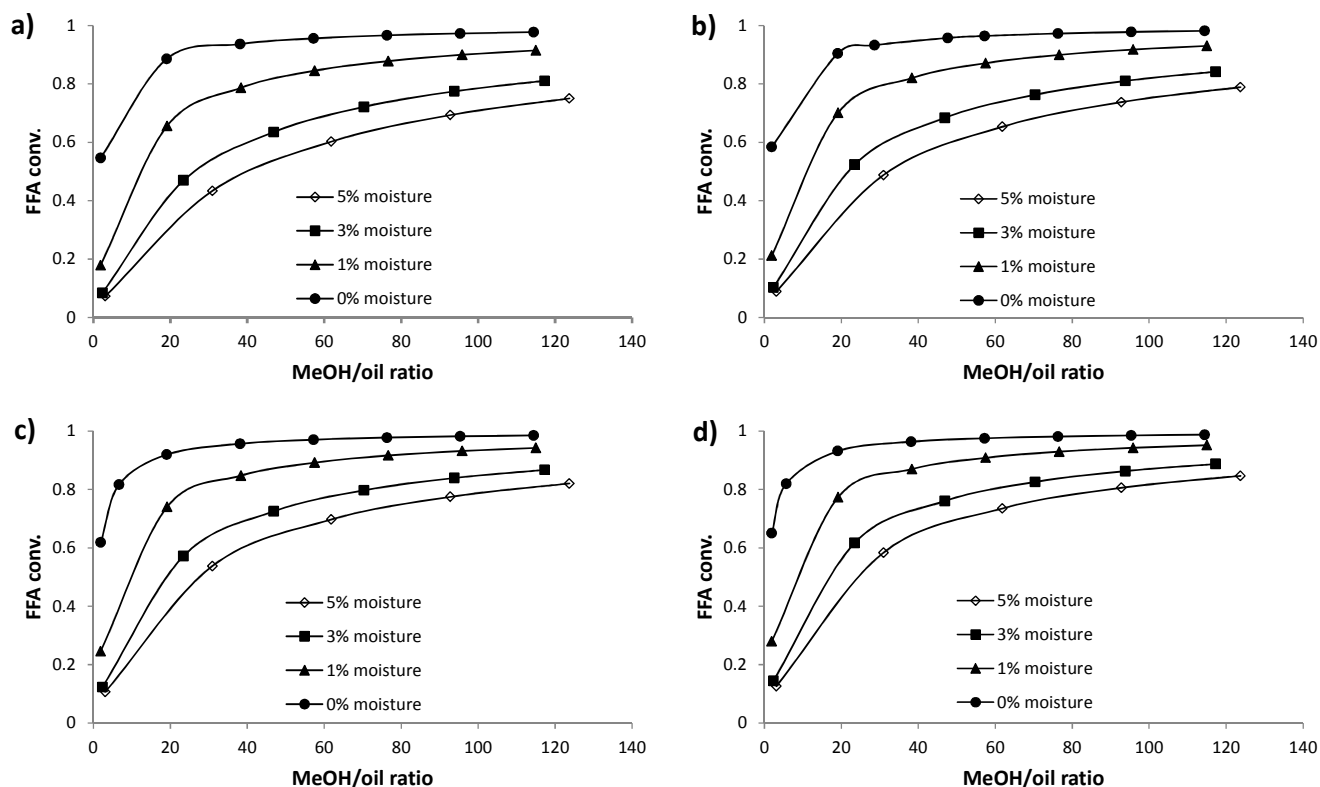 a)
1
0.8
0.6
0.4
0.2
0
FFA conv.
5% moisture
3% moisture
1% moisture
0% moisture
0 20 40 60 80 100 120 140
MeOH/oil ratio
b)
1
0.8
0.6
0.4
0.2
0
FFA conv.
5% moisture
3% moisture
1% moisture
0% moisture
0 20 40 60 80 100 120 140
MeOH/oil ratio
c)
1
0.8
0.6
0.4
0.2
0
FFA conv.
5% moisture
3% moisture
1% moisture
0% moisture
0 20 40 60 80 100 120 140
MeOH/oil ratio
d)
1
0.8
0.6
0.4
0.2
0
FFA conv.
5% moisture
3% moisture
1% moisture
0% moisture
0 20 40 60 80 100 120 140
MeOH/oil ratio